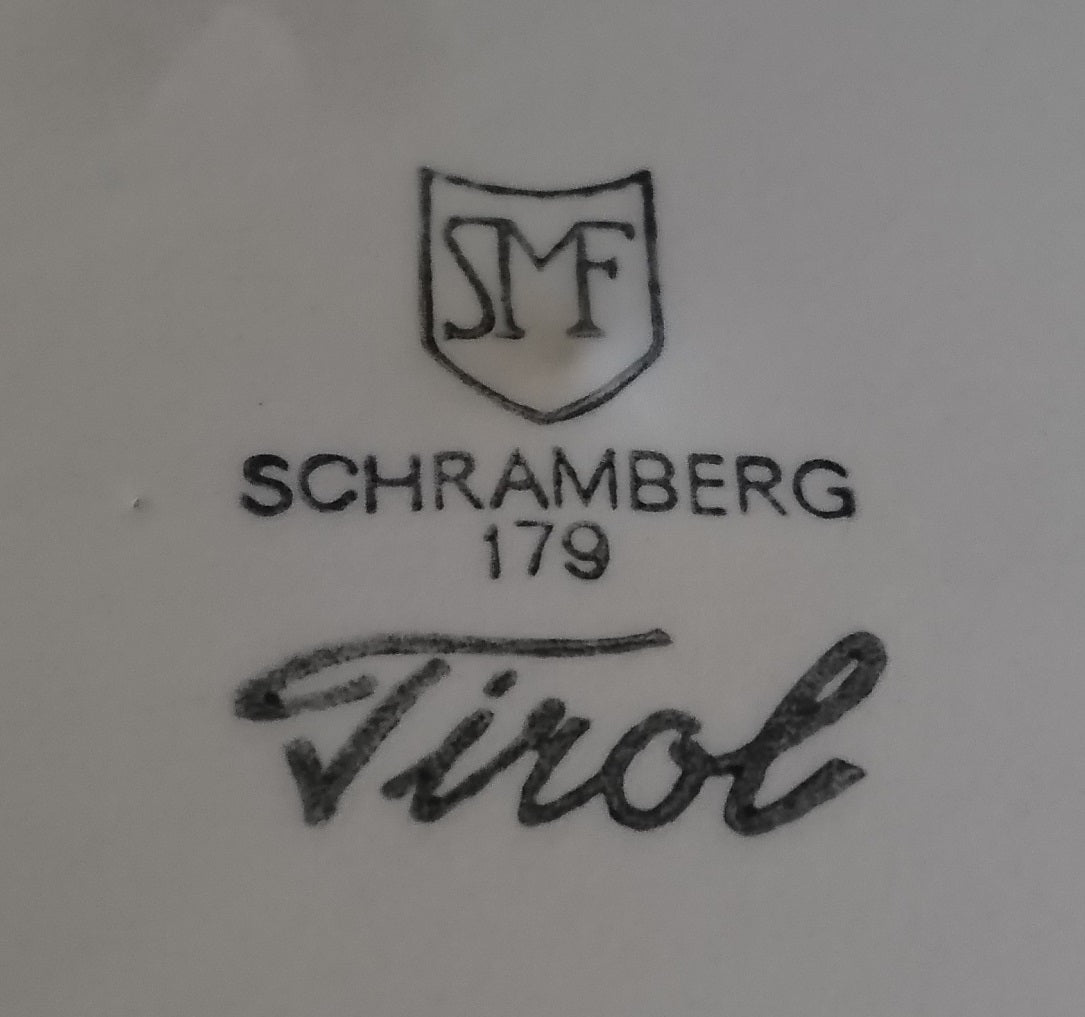 SMF
SCHRAMBERG
179
Tirol